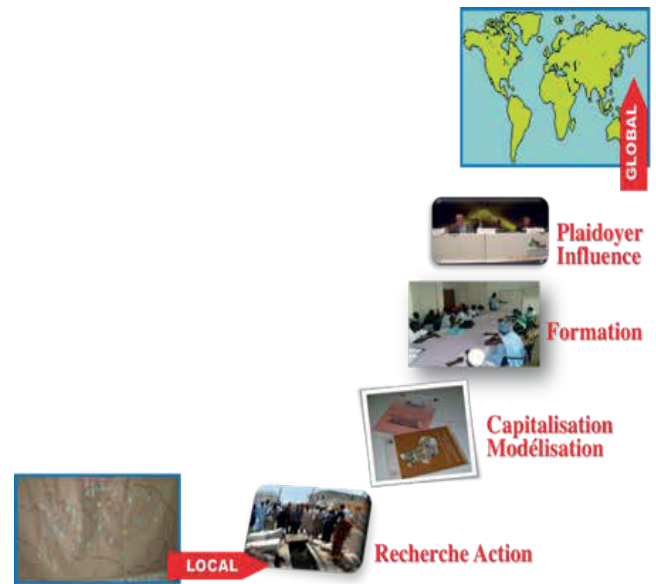 GLOBAL
Plaidoyer
Influence
Formation
Capitalisation
Modélisation
LOCAL
Recherche Action